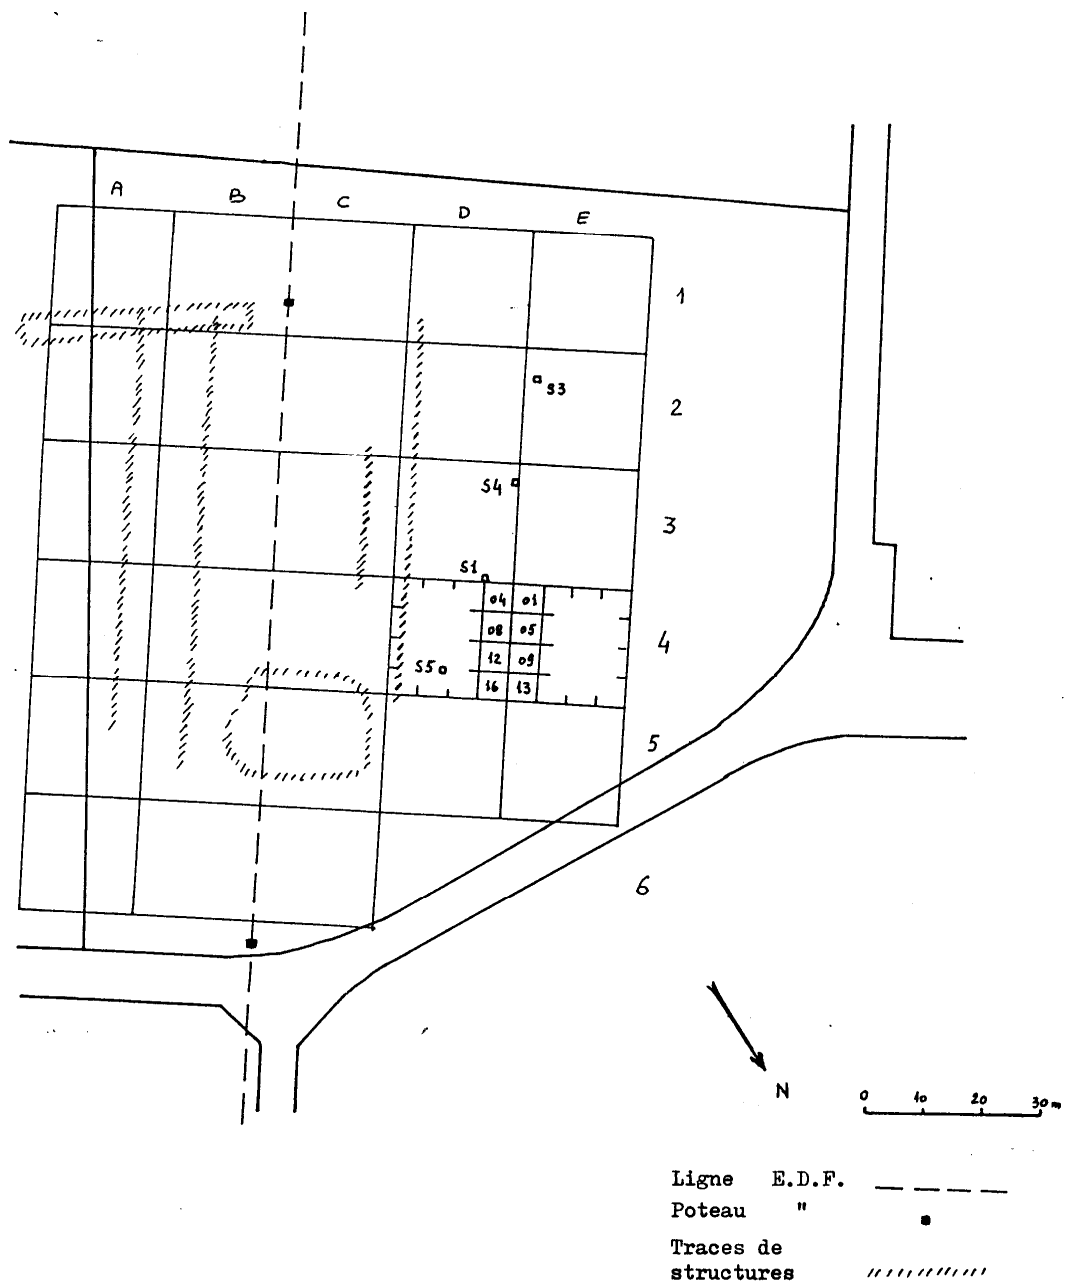 A B C D E
1
2
S3
S4
3
S1
04 01
08 05
4
12 09
S5
16 13
5
6
N
0 10 20 30 m
Ligne E.D.F.
Poteau "
Traces de
structures